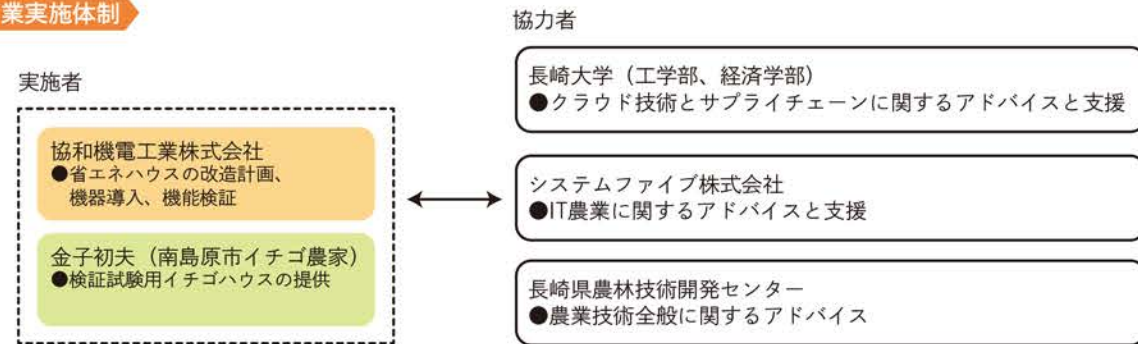 業実施体制
実施者
協和機電工業株式会社
●省エネハウスの改造計画、
機器導入、機能検証
金子初夫（南島原市イチゴ農家）
●検証試験用イチゴハウスの提供
協力者
長崎大学（工学部、経済学部）
●クラウド技術とサプライチェーンに関するアドバイスと支援
システムファイブ株式会社
●IT農業に関するアドバイスと支援
長崎県農林技術開発センター
●農業技術全般に関するアドバイス